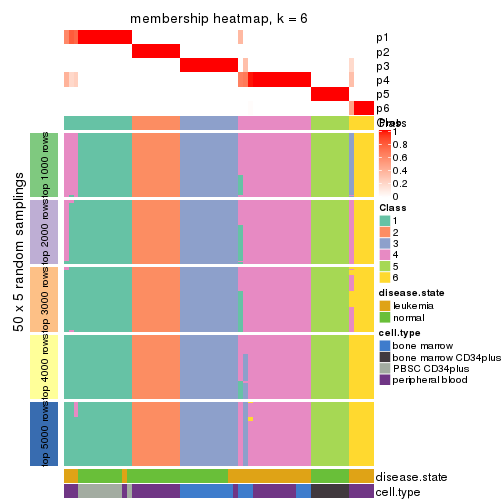 membership heatmap, k = 6
p1
p2
p3
p4
p5
p6
Class
Prob
1
0.8
0.6
0.4
0.2
0
Class
1
2
3
4
5
6
disease.state
leukemia
normal
cell.type
bone marrow
bone marrow CD34plus
PBSC CD34plus
peripheral blood
50 x 5 random samplings
top 1000 rows
top 2000 rows
top 3000 rows
top 4000 rows
top 5000 rows
disease.state
cell.type